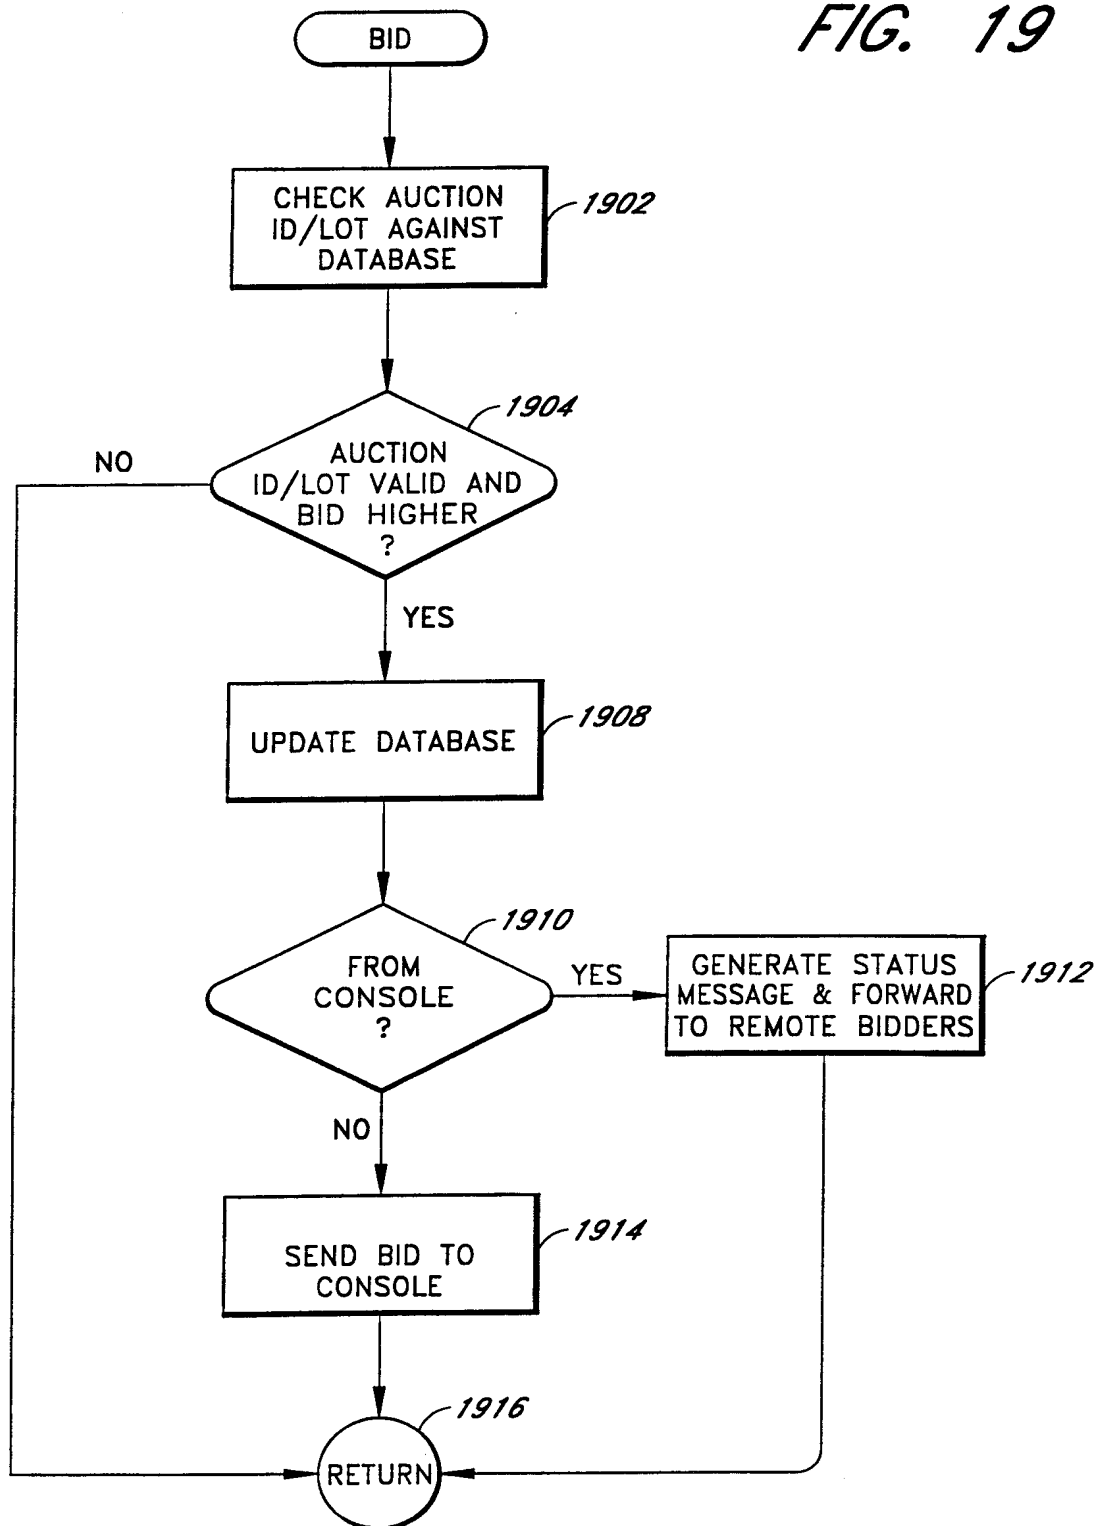 FIG. 19
BID
CHECK AUCTION
ID/LOT AGAINST
DATABASE
1902
1904
AUCTION
ID/LOT VALID AND
BID HIGHER
?
NO
YES
UPDATE DATABASE
1908
1910
FROM
CONSOLE
?
YES
GENERATE STATUS
MESSAGE & FORWARD
TO REMOTE BIDDERS
1912
NO
SEND BID TO
CONSOLE
1914
1916
RETURN